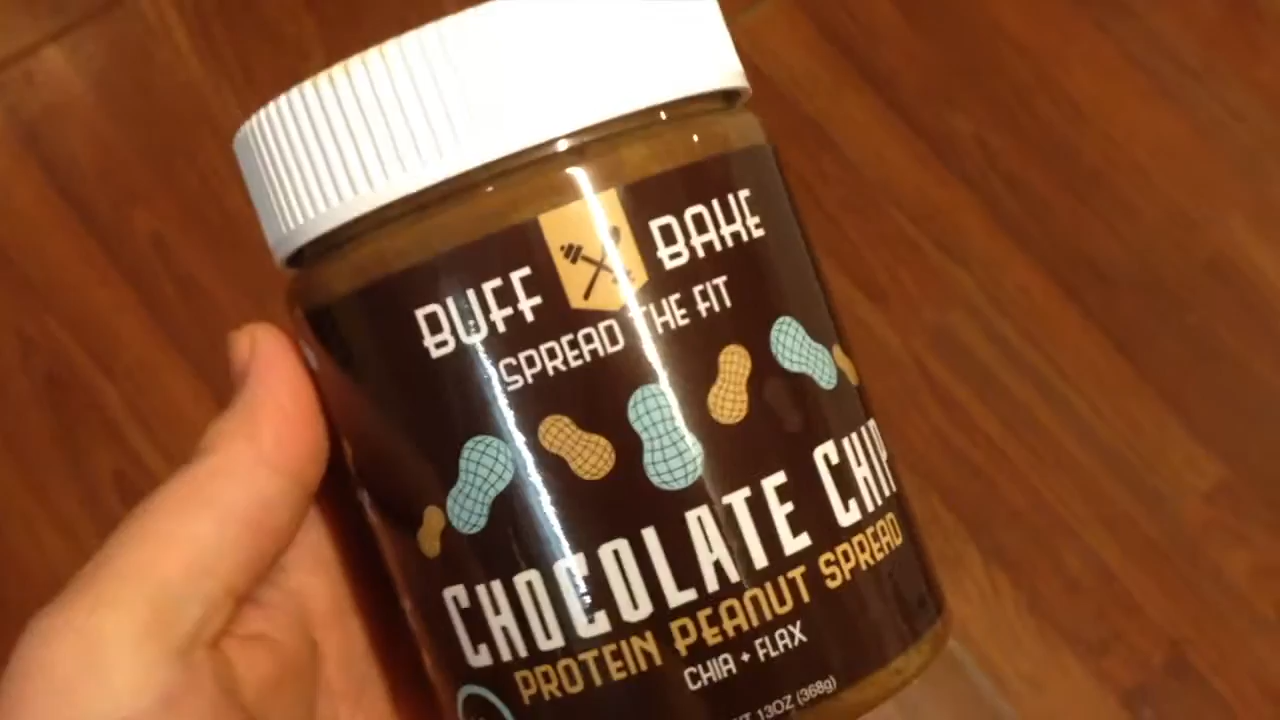 BUFF BAKE
SPREAD THE FIT
CHOCOLATE CHIP
PROTEIN PEANUT SPREAD
CHIA + FLAX
13OZ (368g)